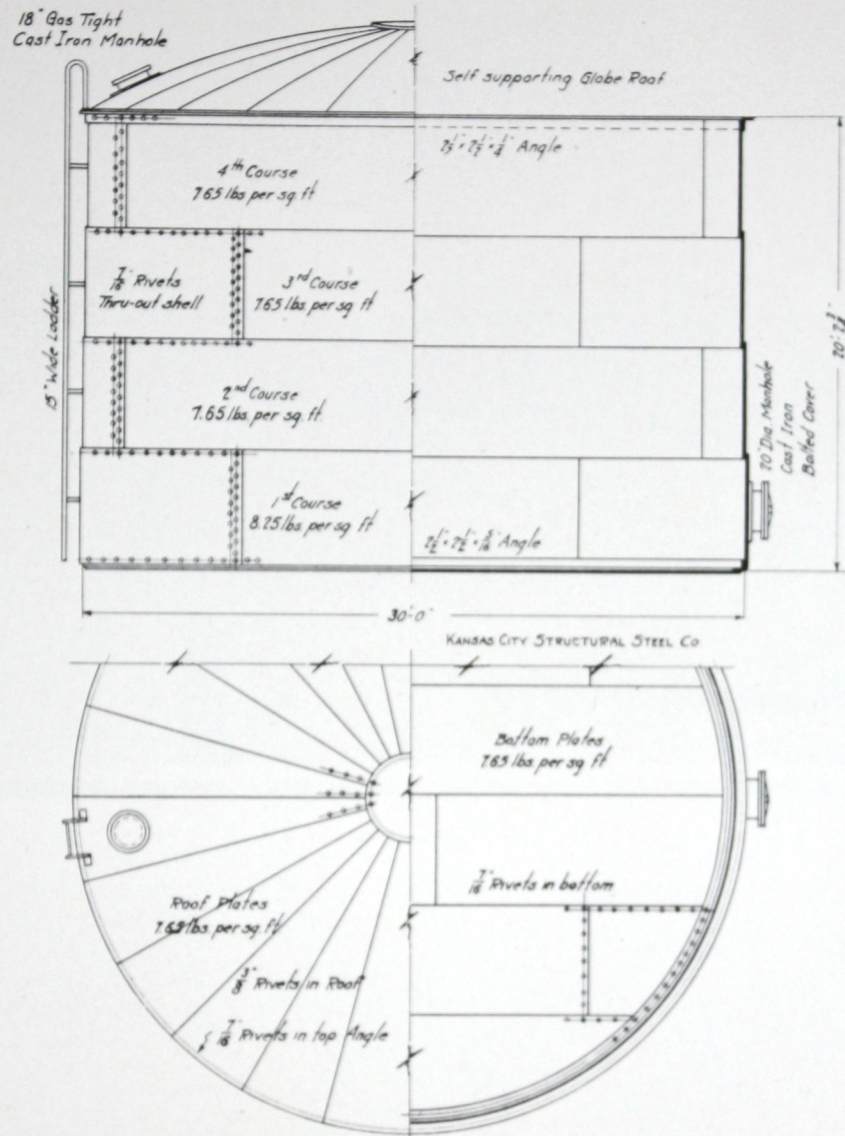 18" Gas Tight
Cast Iron Manhole
Self supporting Globe Roof
2½" × 2½" × ¼" Angle
4th Course
7.65 lbs per sq. ft
7/16" Rivets
Thru-out shell
3rd Course
7.65 lbs. per sq ft
15" Wide Ladder
2nd Course
7.65 lbs. per sq. ft.
1st Course
8.25 lbs per sq ft
2½" × 2½" × 5/16" Angle
20" Dia Manhole
Cast Iron
Bolted Cover
30'-0"
KANSAS CITY STRUCTURAL STEEL CO
Bottom Plates
7.65 lbs per sq ft
7/16" Rivets in bottom
Roof Plates
7.65 lbs per sq. ft
3/8" Rivets in Roof
7/16" Rivets in top Angle